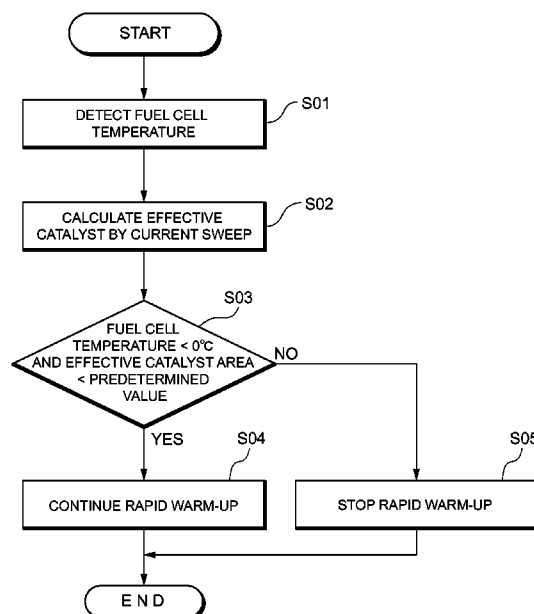 START
DETECT FUEL CELL
TEMPERATURE
S01
CALCULATE EFFECTIVE
CATALYST BY CURRENT SWEEP
S02
S03
FUEL CELL
TEMPERATURE < 0℃
AND EFFECTIVE CATALYST AREA
< PREDETERMINED
VALUE
NO
YES
S04
CONTINUE RAPID WARM-UP
S05
STOP RAPID WARM-UP
E N D